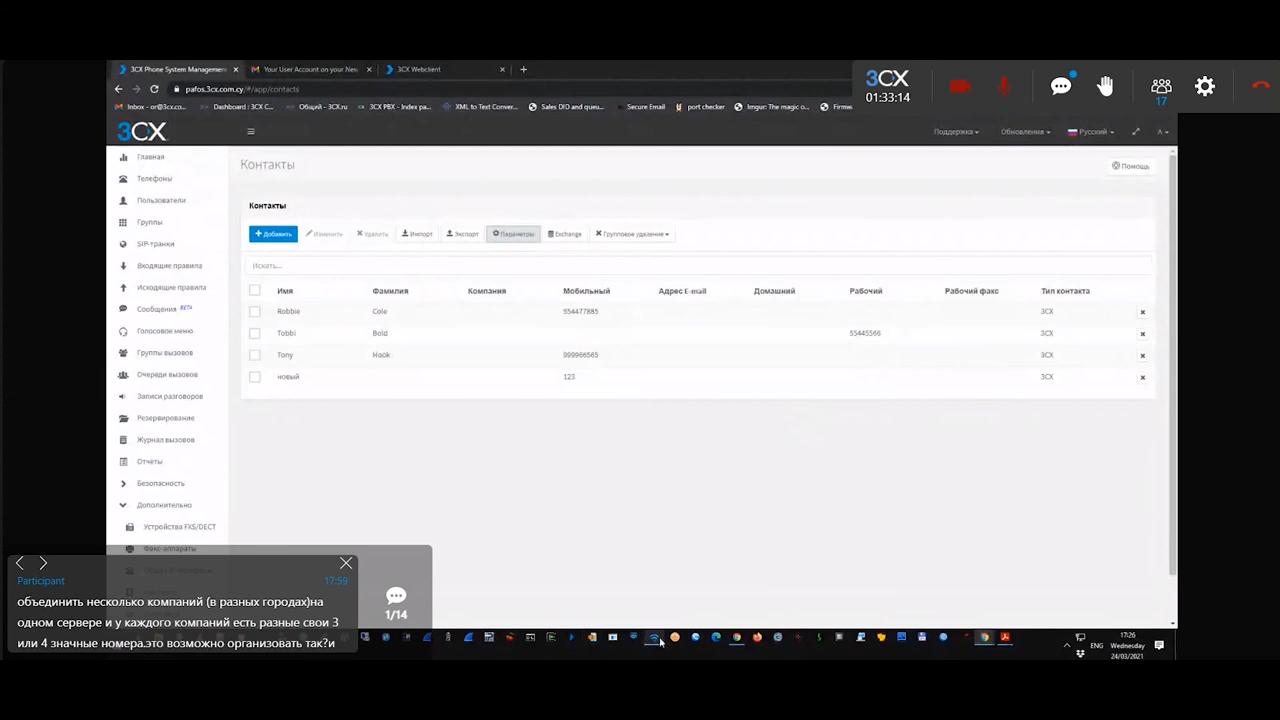 3CX Phone System Management
Your User Account on your New
3CX Webclient
pafos.3cx.com.cy/#/app/contacts
Inbox - or@3cx.co...
Dashboard : 3CX C...
Общий - 3CX.ru
3CX PBX - Index pa...
XML to Text Conver...
Sales DID and queu...
Secure Email
port checker
Imgur: The magic o...
Firmw
3CX
01:33:14
17
3CX
Поддержка
Обновления
Русский
A
Главная
Телефоны
Пользователи
Группы
SIP-транки
Входящие правила
Исходящие правила
Сообщения BETA
Голосовое меню
Группы вызовов
Очереди вызовов
Записи разговоров
Резервирование
Журнал вызовов
Отчеты
Безопасность
Дополнительно
Устройства FXS/DECT
Факс-аппараты
Контакты
Помощь
Контакты
Добавить
Изменить
Удалить
Импорт
Экспорт
Параметры
Exchange
Групповое удаление
Искать...
Имя Фамилия Компания Мобильный Адрес E-mail Домашний Рабочий Рабочий факс Тип контакта
Robbie Cole 554477885 3CX
Tobbi Bold 55445566 3CX
Tony Hook 999966565 3CX
новый 123 3CX
Participant 17:59
объединить несколько компаний (в разных городах)на
одном сервере и у каждого компаний есть разные свои 3
или 4 значные номера.это возможно организовать так?и
1/14
ENG
17:26
Wednesday
24/03/2021